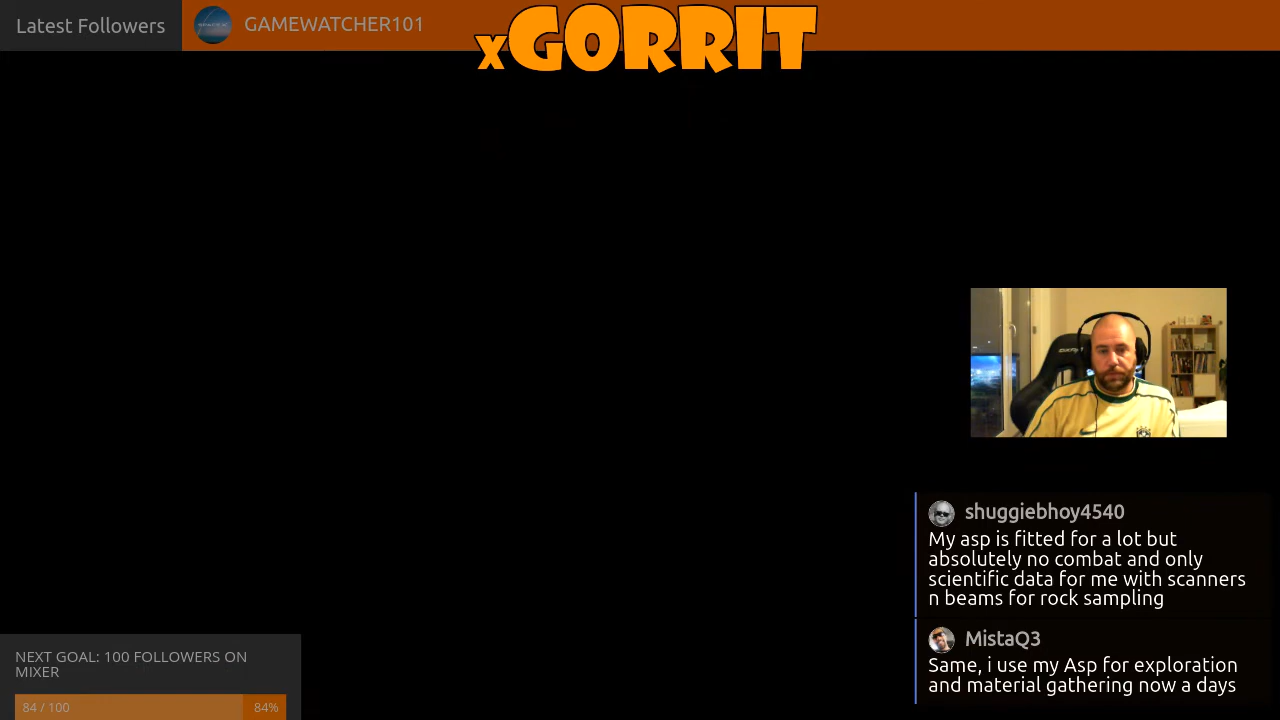 Latest Followers
GAMEWATCHER101
xGORRIT
shuggiebhoy4540
My asp is fitted for a lot but
absolutely no combat and only
scientific data for me with scanners
n beams for rock sampling
MistaQ3
Same, i use my Asp for exploration
and material gathering now a days
NEXT GOAL: 100 FOLLOWERS ON
MIXER
84 / 100
84%